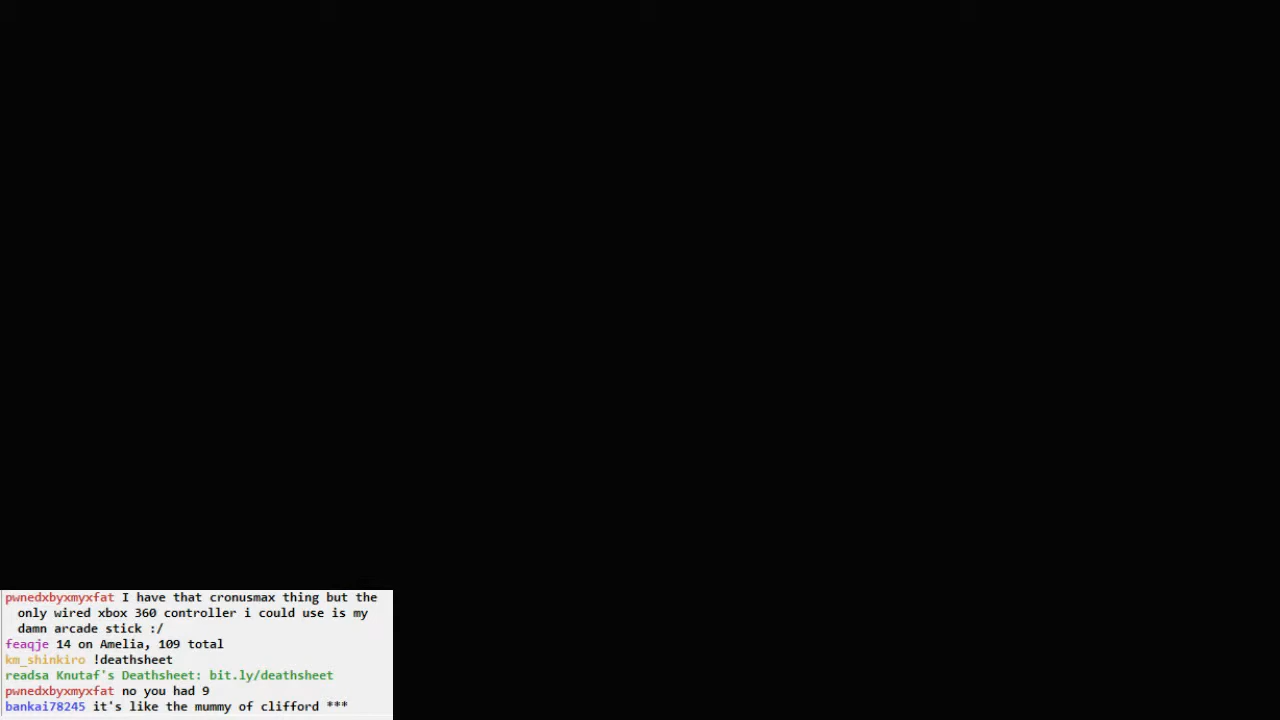 pwnedxbyxmyxfat I have that cronusmax thing but the
only wired xbox 360 controller i could use is my
damn arcade stick :/
feaqje 14 on Amelia, 109 total
km_shinkiro !deathsheet
readsa Knutaf's Deathsheet: bit.ly/deathsheet
pwnedxbyxmyxfat no you had 9
bankai78245 it's like the mummy of clifford ***